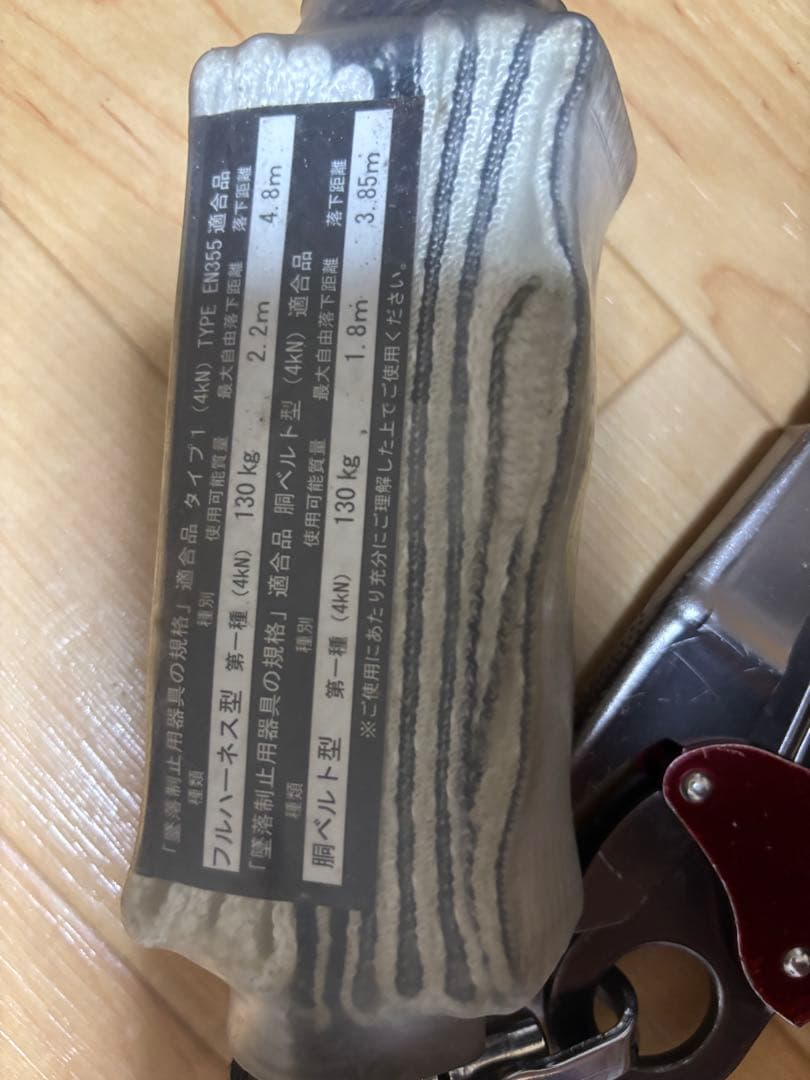 「墜落制止用器具の規格」適合品 タイプ1 (4kN) TYPE EN355 適合品
種類 種別 使用可能質量 最大自由落下距離 落下距離
フルハーネス型 第一種 (4kN) 130kg 2.2m 4.8m
「墜落制止用器具の規格」適合品 胴ベルト型 (4kN) 適合品
種類 種別 使用可能質量 最大自由落下距離 落下距離
胴ベルト型 第一種 (4kN) 130kg 1.8m 3.85m
※ご使用にあたり充分にご理解した上でご使用ください。